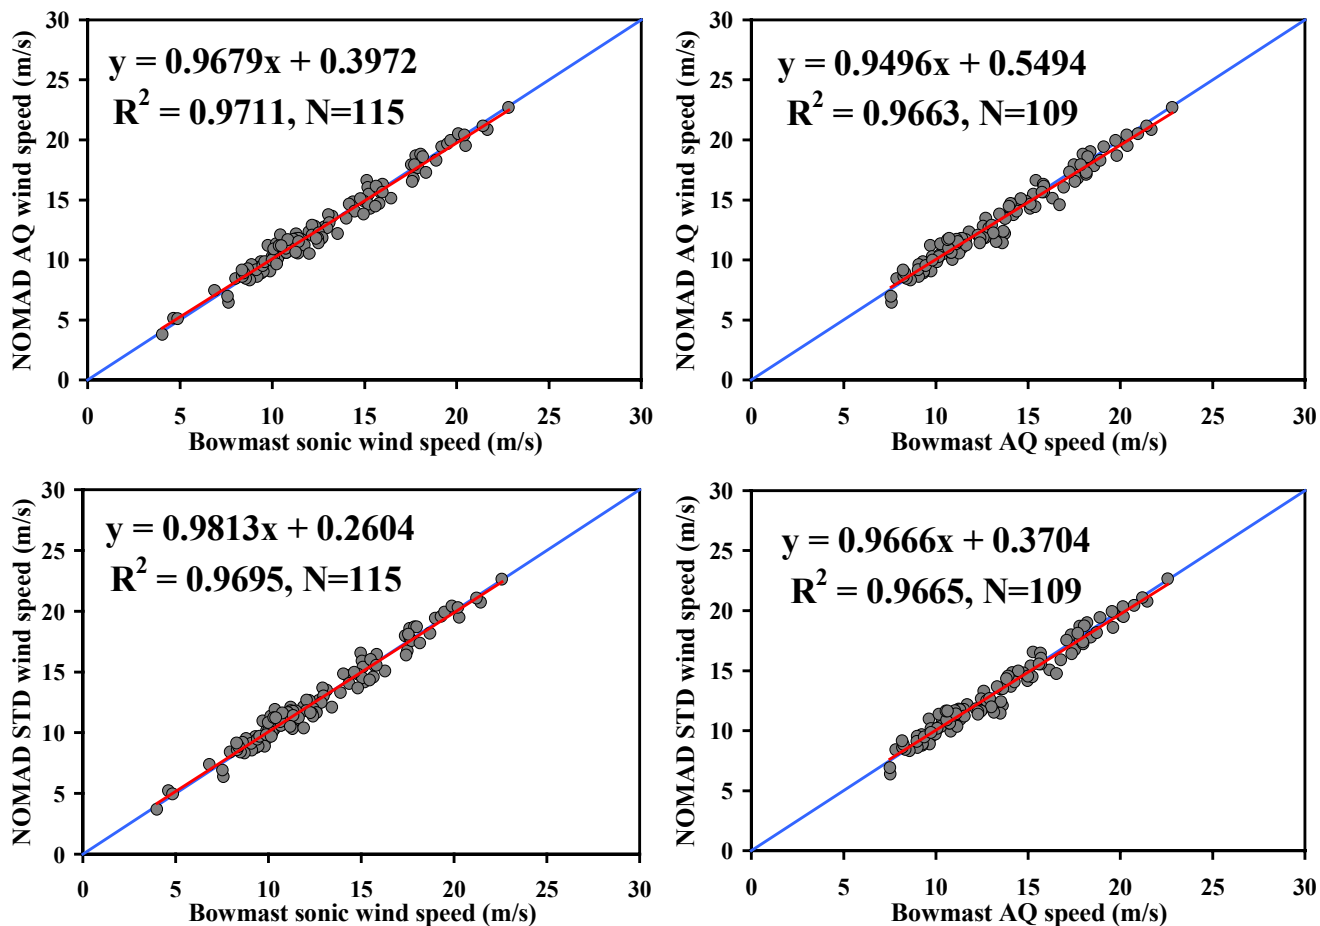 y = 0.9679x + 0.3972
R² = 0.9711, N=115
NOMAD AQ wind speed (m/s)
30
25
20
15
10
5
0
0 5 10 15 20 25 30
Bowmast sonic wind speed (m/s)
y = 0.9496x + 0.5494
R² = 0.9663, N=109
NOMAD AQ wind speed (m/s)
30
25
20
15
10
5
0
0 5 10 15 20 25 30
Bowmast AQ speed (m/s)
y = 0.9813x + 0.2604
R² = 0.9695, N=115
NOMAD STD wind speed (m/s)
30
25
20
15
10
5
0
0 5 10 15 20 25 30
Bowmast sonic wind speed (m/s)
y = 0.9666x + 0.3704
R² = 0.9665, N=109
NOMAD STD wind speed (m/s)
30
25
20
15
10
5
0
0 5 10 15 20 25 30
Bowmast AQ speed (m/s)